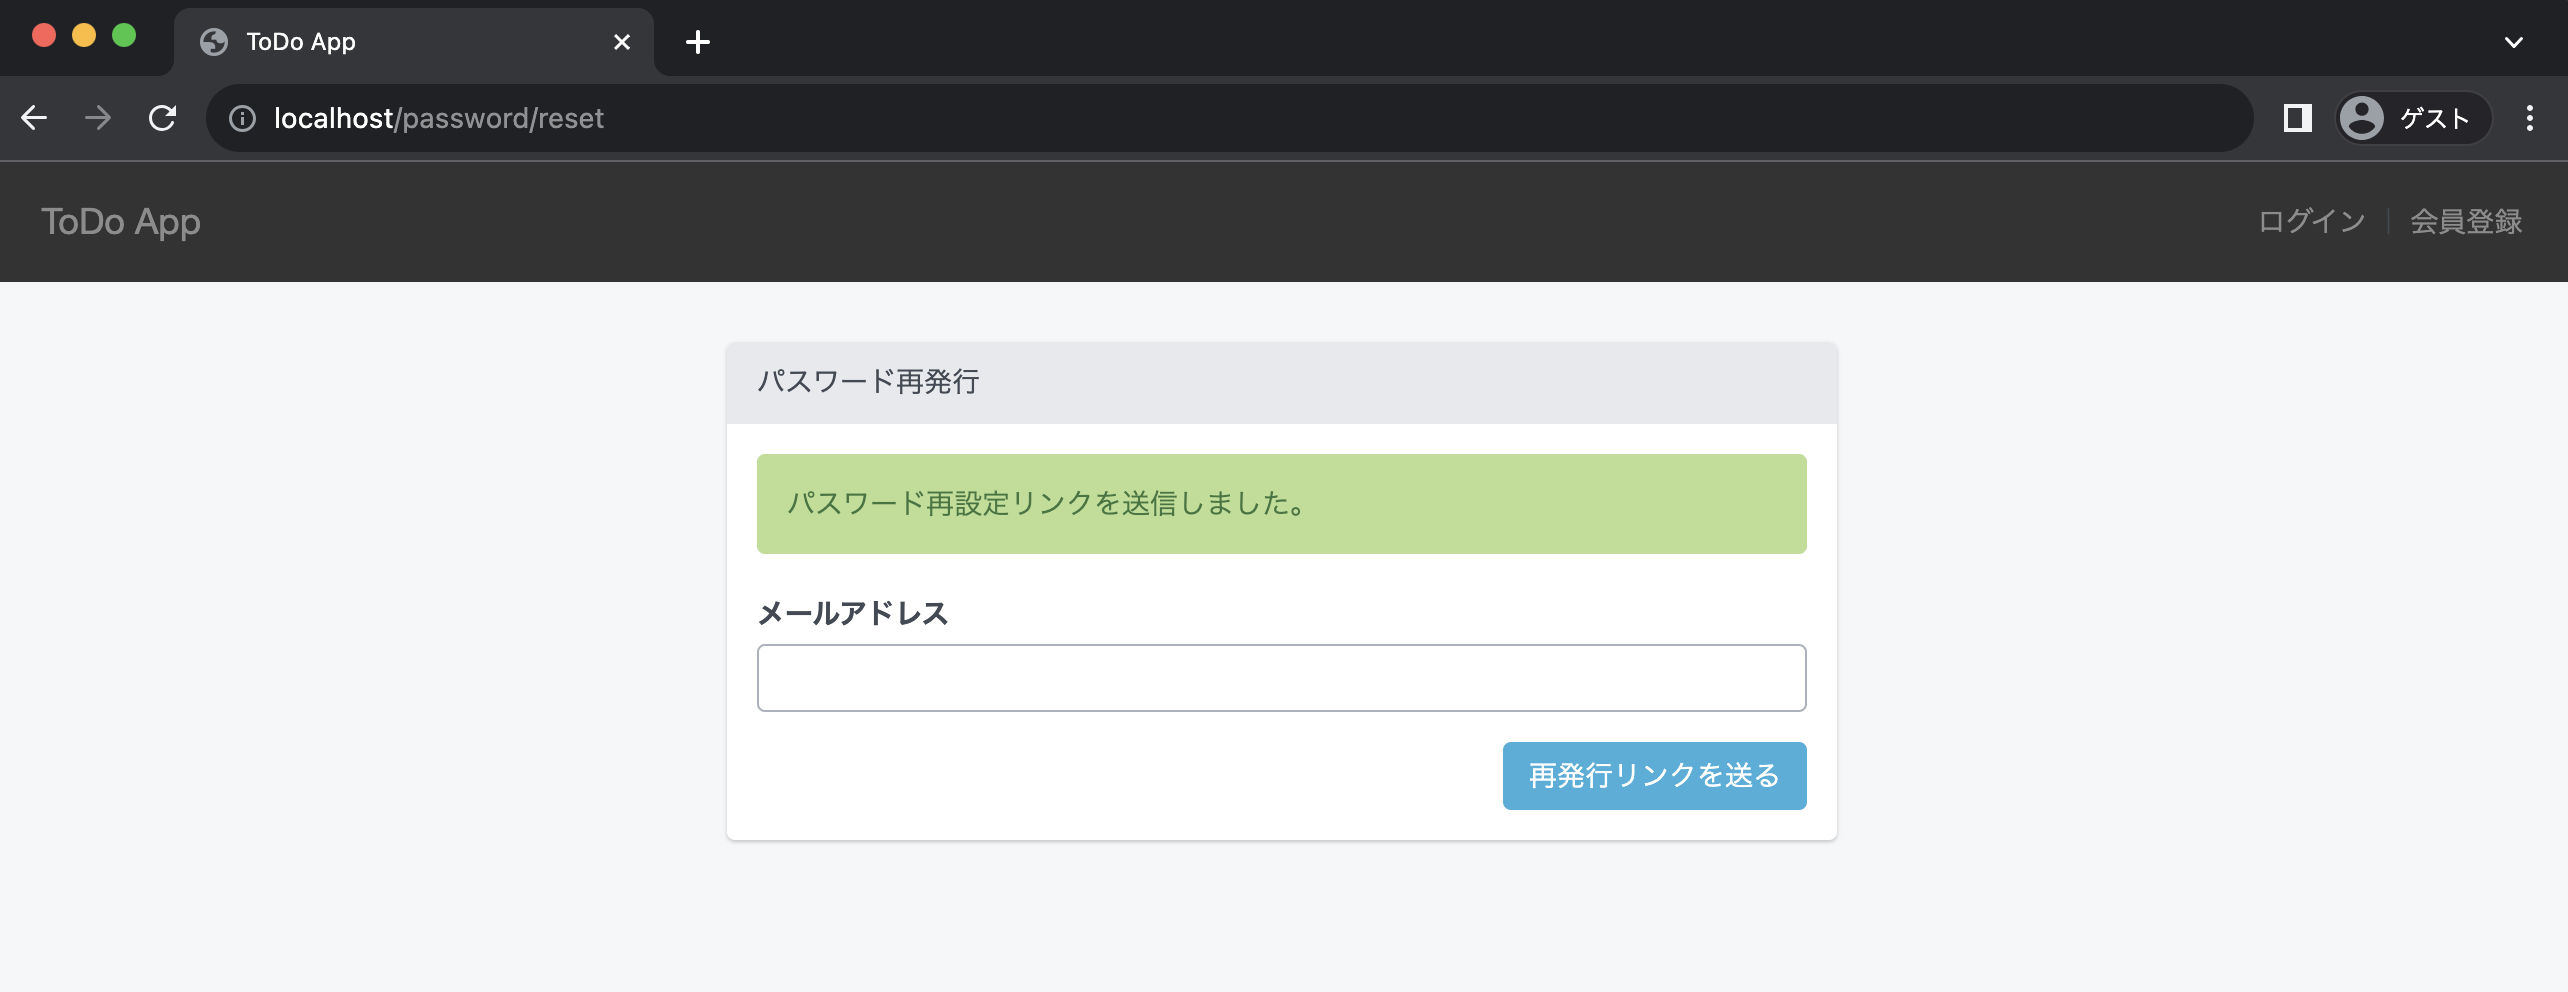 ToDo App
localhost/password/reset
ゲスト
ToDo App
ログイン | 会員登録
パスワード再発行
パスワード再設定リンクを送信しました。
メールアドレス
再発行リンクを送る